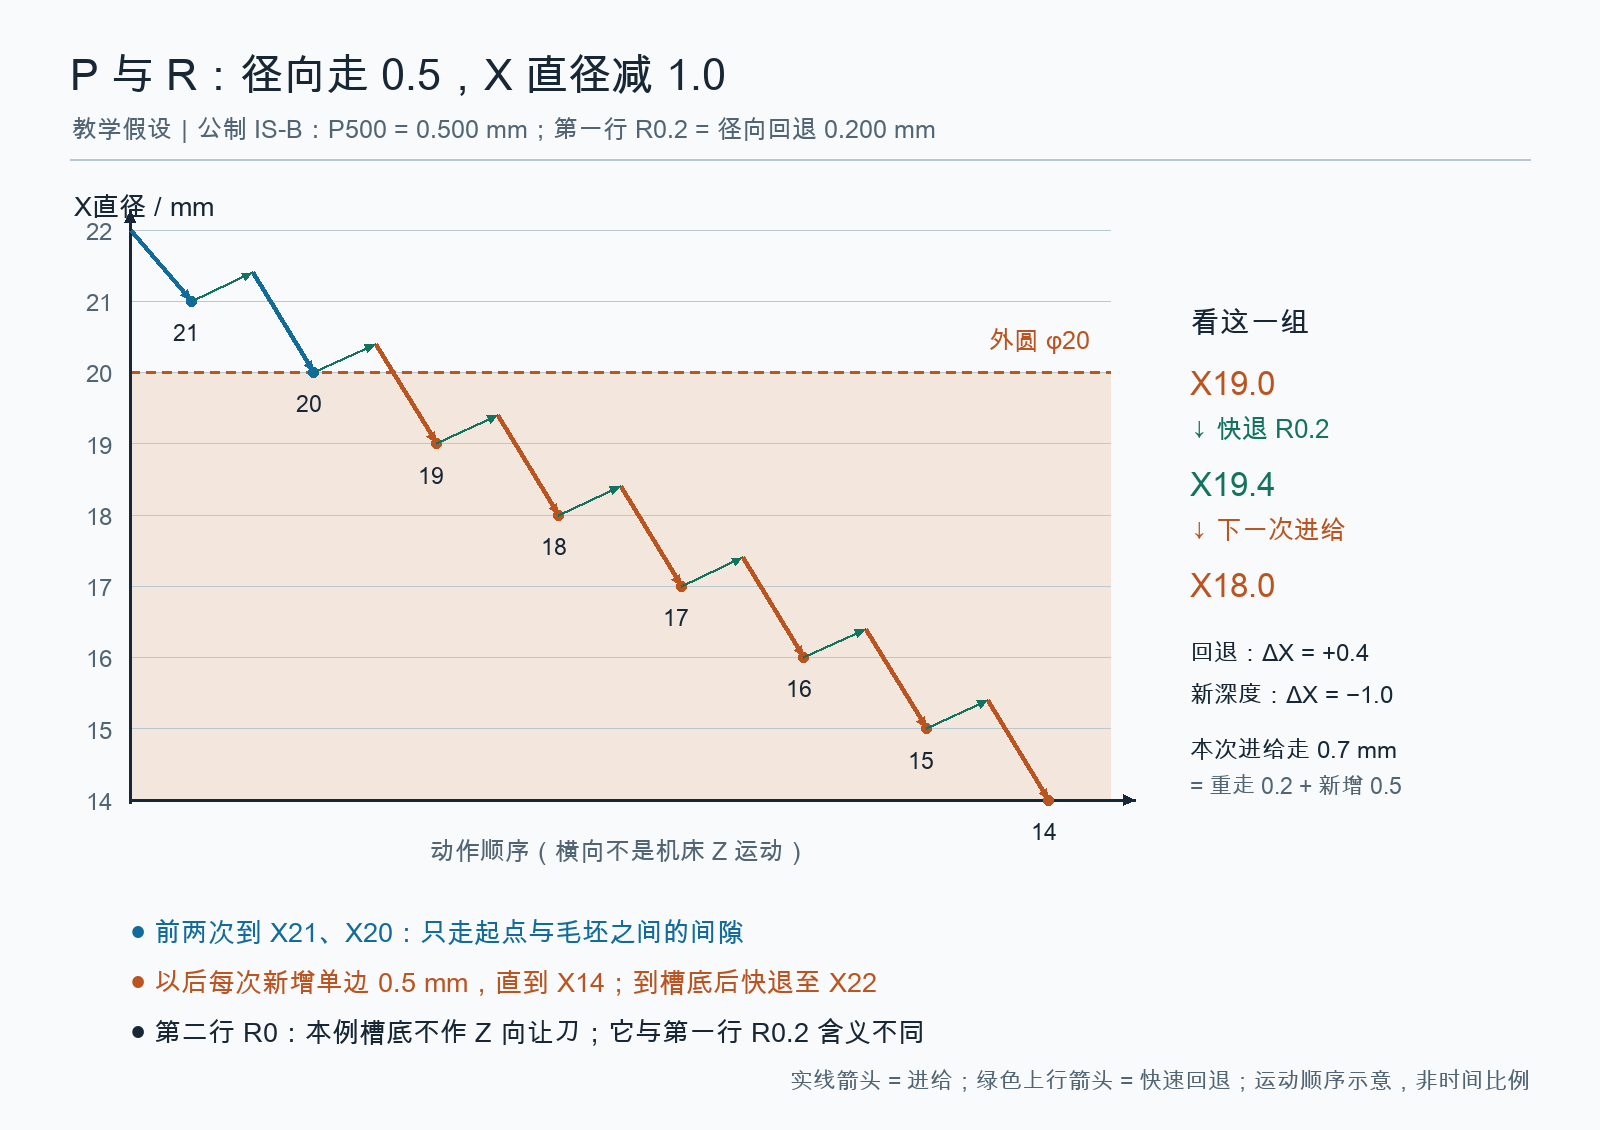 P 与 R：径向走 0.5，X 直径减 1.0
教学假设 | 公制 IS-B：P500 = 0.500 mm；第一行 R0.2 = 径向回退 0.200 mm
X直径 / mm
22
21
20
19
18
17
16
15
14
21
20
19
18
17
16
15
14
外圆 φ20
动作顺序（横向不是机床 Z 运动）
看这一组
X19.0
↓ 快退 R0.2
X19.4
↓ 下一次进给
X18.0
回退：ΔX = +0.4
新深度：ΔX = −1.0
本次进给走 0.7 mm
= 重走 0.2 + 新增 0.5
● 前两次到 X21、X20：只走起点与毛坯之间的间隙
● 以后每次新增单边 0.5 mm，直到 X14；到槽底后快退至 X22
● 第二行 R0：本例槽底不作 Z 向让刀；它与第一行 R0.2 含义不同
实线箭头 = 进给；绿色上行箭头 = 快速回退；运动顺序示意，非时间比例